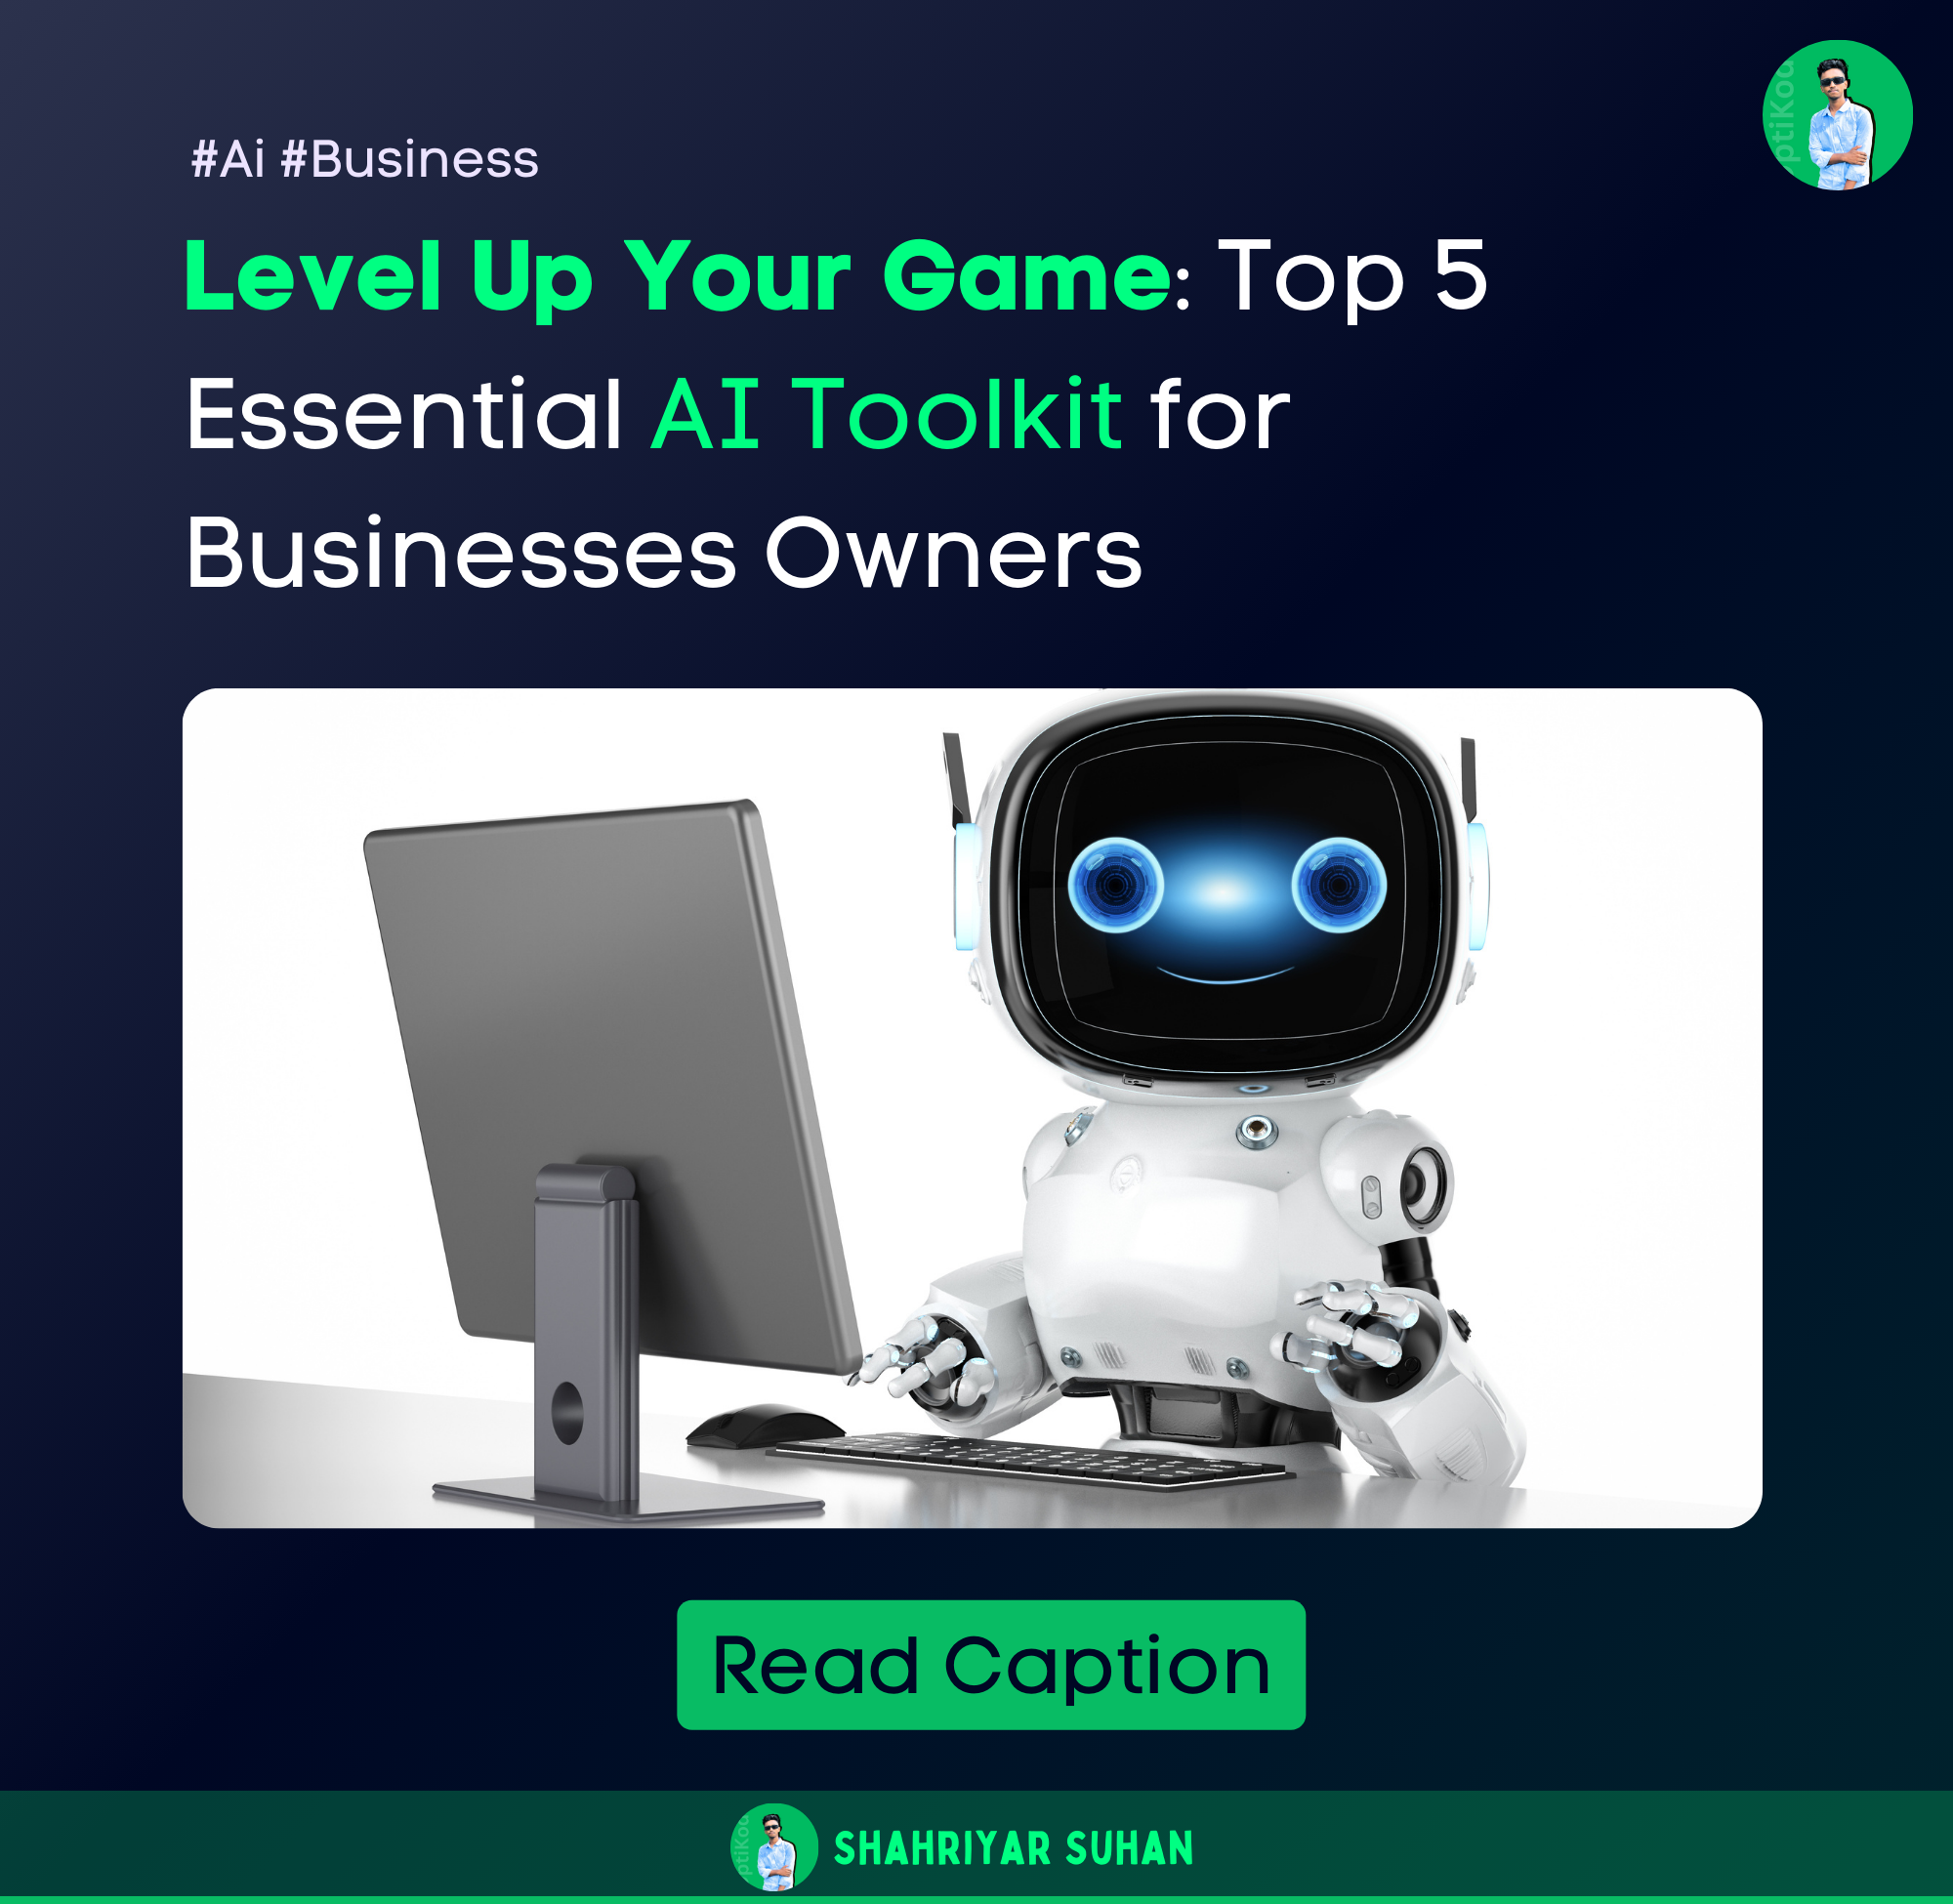 #Ai #Business
Level Up Your Game: Top 5
Essential AI Toolkit for
Businesses Owners
Read Caption
SHAHRIYAR SUHAN